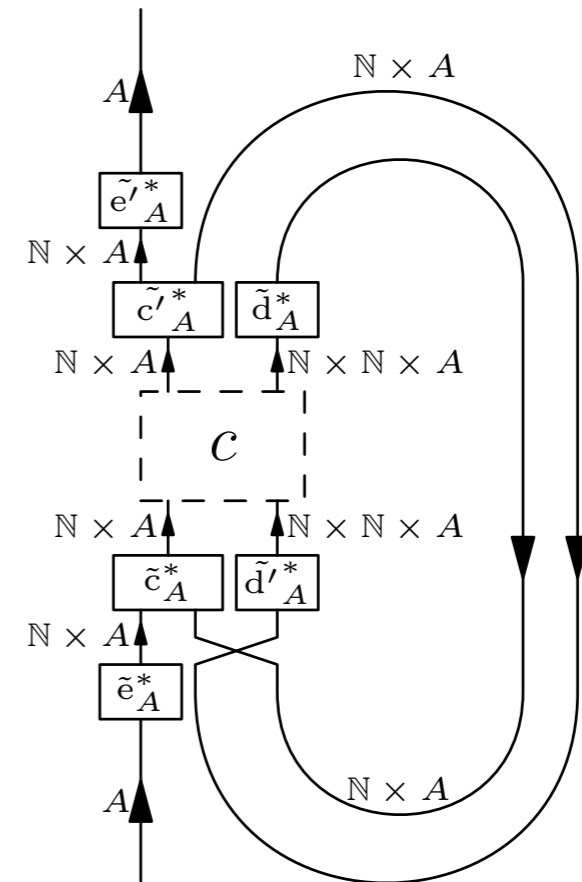 ℕ × A
A
ẽ′*_A
ℕ × A
c̃′*_A d̃*_A
ℕ × A ℕ × ℕ × A
c
ℕ × A ℕ × ℕ × A
c̃*_A d̃′*_A
ℕ × A
ẽ*_A
A ℕ × A